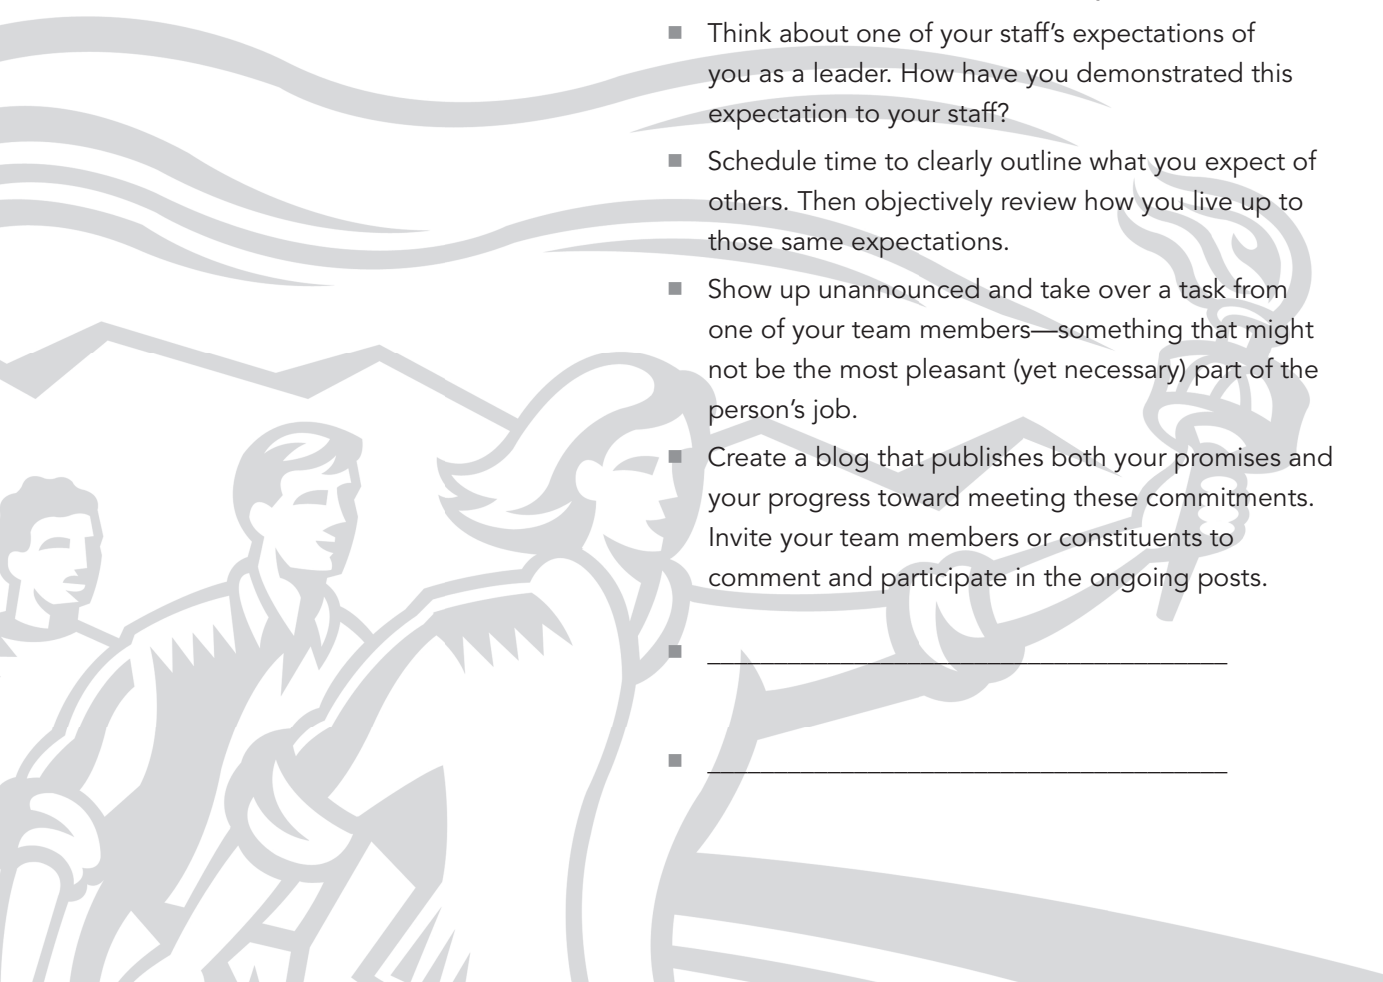 ■ Think about one of your staff’s expectations of
you as a leader. How have you demonstrated this
expectation to your staff?
■ Schedule time to clearly outline what you expect of
others. Then objectively review how you live up to
those same expectations.
■ Show up unannounced and take over a task from
one of your team members—something that might
not be the most pleasant (yet necessary) part of the
person’s job.
■ Create a blog that publishes both your promises and
your progress toward meeting these commitments.
Invite your team members or constituents to
comment and participate in the ongoing posts.
■ ________________________________________
■ ________________________________________